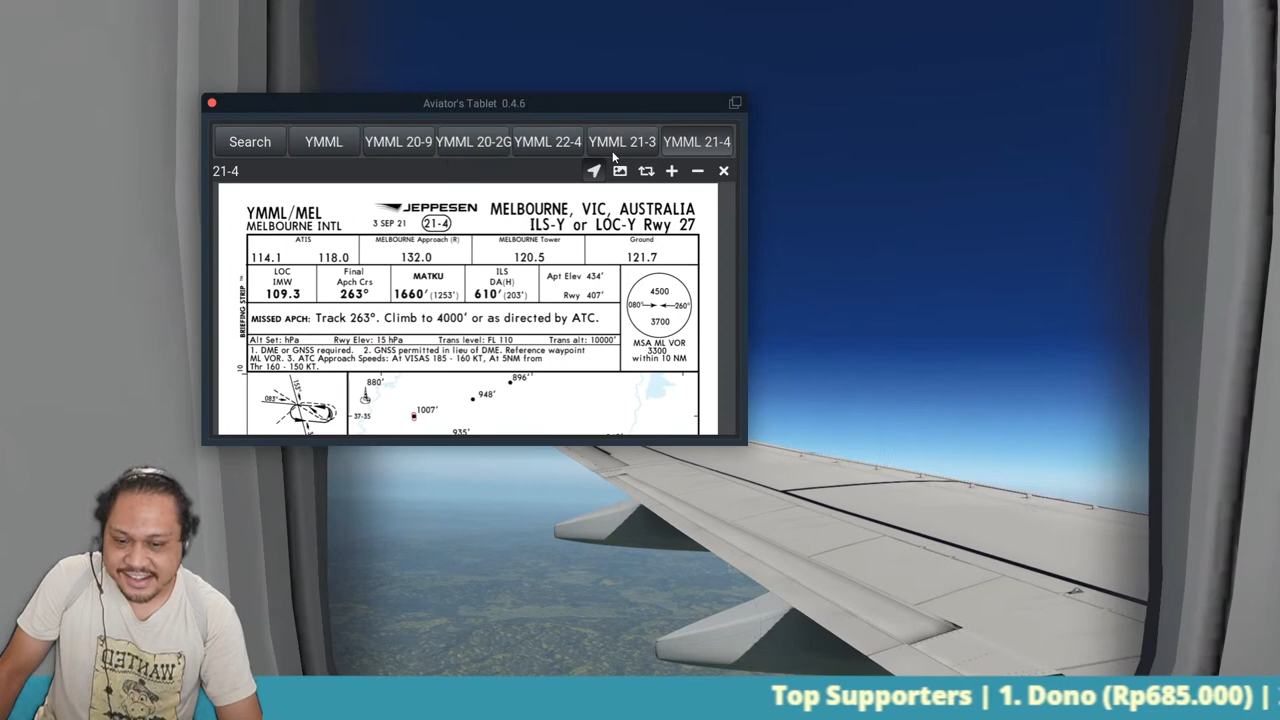 Aviator's Tablet 0.4.6
Search YMML YMML 20-9 YMML 20-2G YMML 22-4 YMML 21-3 YMML 21-4
21-4
YMML/MEL
MELBOURNE INTL
JEPPESEN
3 SEP 21 21-4
MELBOURNE, VIC, AUSTRALIA
ILS-Y or LOC-Y Rwy 27
ATIS MELBOURNE Approach (R) MELBOURNE Tower Ground
114.1 118.0 132.0 120.5 121.7
BRIEFING STRIP TM
LOC
IMW
109.3
Final
Apch Crs
263°
MATKU
1660' (1253')
ILS
DA(H)
610' (203')
Apt Elev 434'
Rwy 407'
4500
080° 260°
3700
MSA ML VOR
3300
within 10 NM
MISSED APCH: Track 263°. Climb to 4000' or as directed by ATC.
Alt Set: hPa Rwy Elev: 15 hPa Trans level: FL 110 Trans alt: 10000'
1. DME or GNSS required. 2. GNSS permitted in lieu of DME. Reference waypoint
ML VOR. 3. ATC Approach Speeds: At VISAS 185 - 160 KT, At 5NM from
Thr 160 - 150 KT.
10
153°
083°
880'
896'
948'
37-35
1007'
935'
WANTED
Top Supporters | 1. Dono (Rp685.000) |